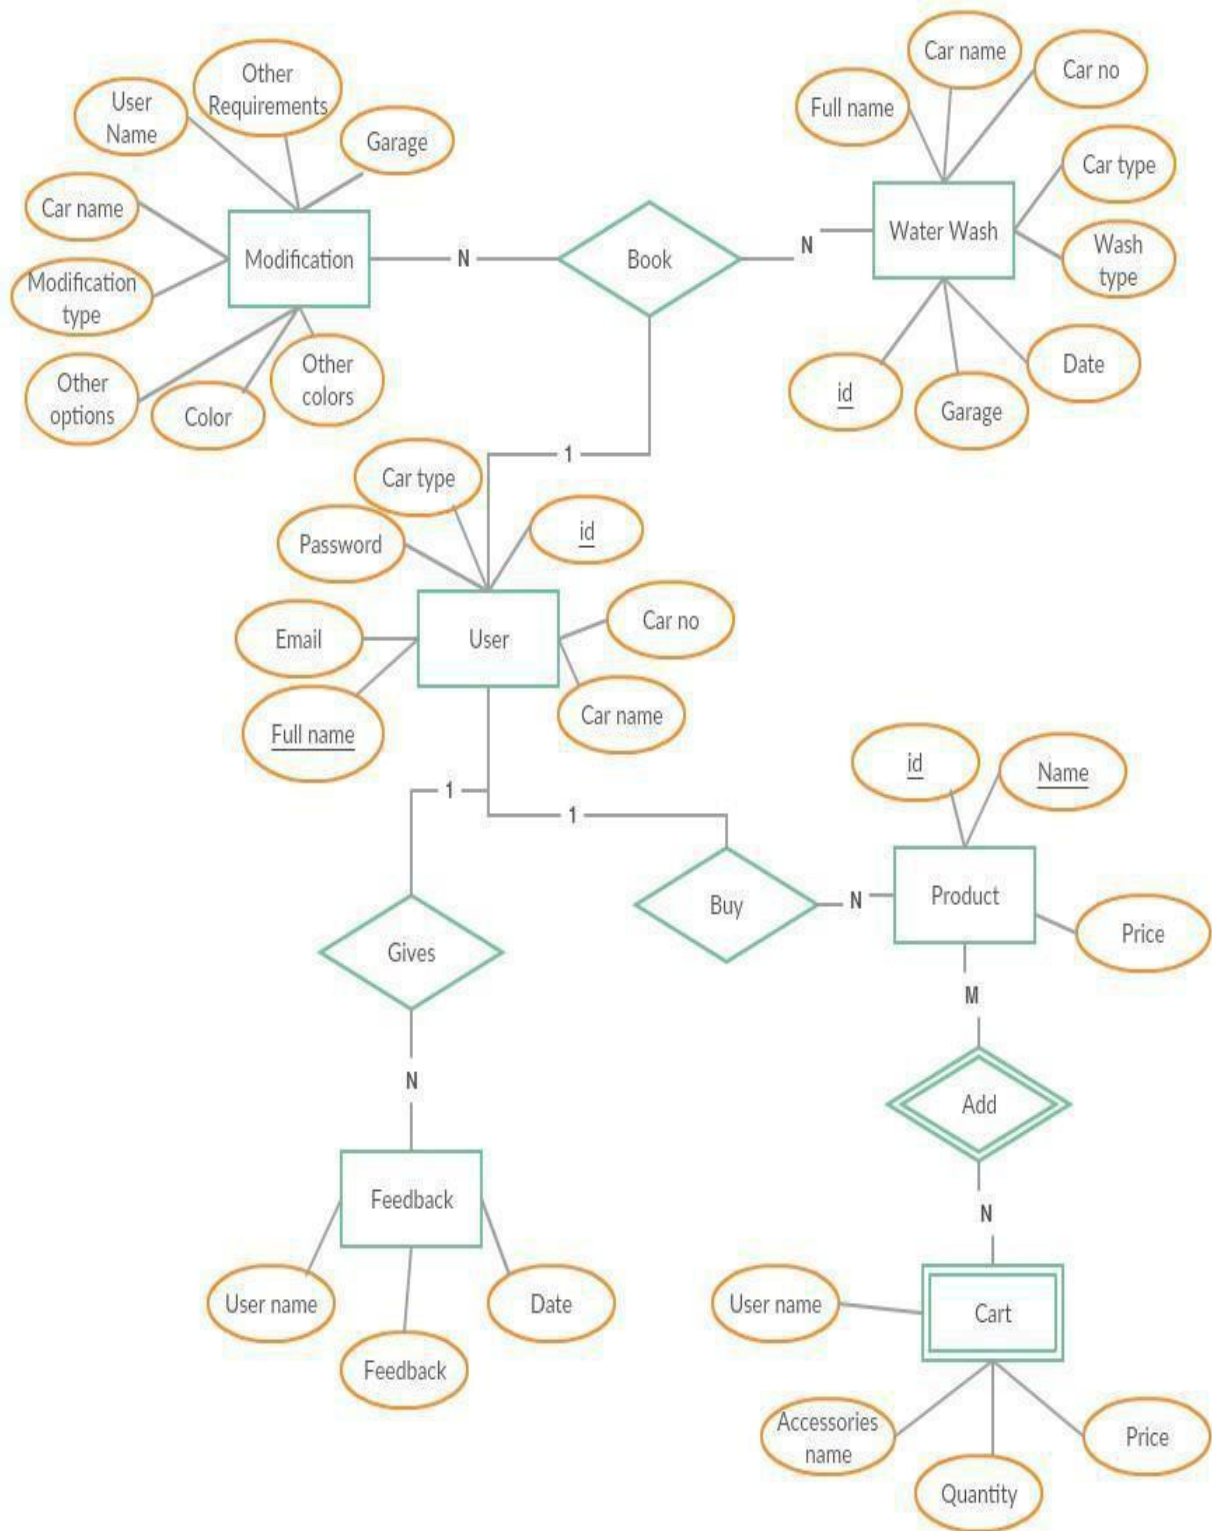 Car name
Other
Requirements
Car no
User
Name
Full name
Garage
Car type
Car name
Water Wash
Modification
N
Book
N
Wash
type
Modification
type
Other
options
Color
Other
colors
Date
id
Garage
1
Car type
id
Password
Car no
Email
User
Full name
Car name
id
Name
1
1
Product
Buy
N
Price
Gives
M
N
Add
Feedback
N
User name
Date
User name
Cart
Feedback
Accessories
name
Price
Quantity